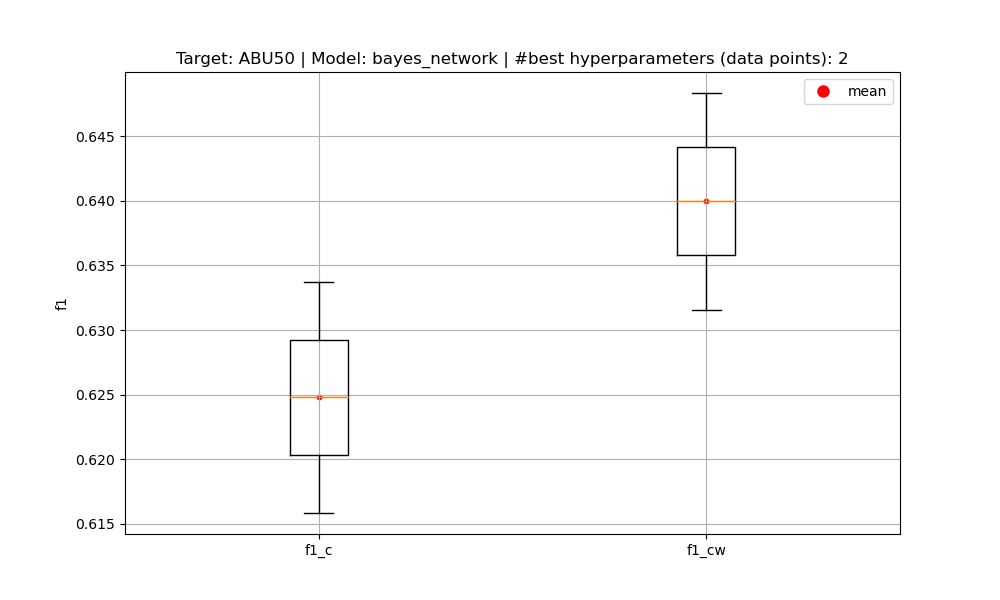 Target: ABU50 | Model: bayes_network | #best hyperparameters (data points): 2
mean
0.645
0.640
0.635
0.630
0.625
0.620
0.615
f1
f1_c
f1_cw